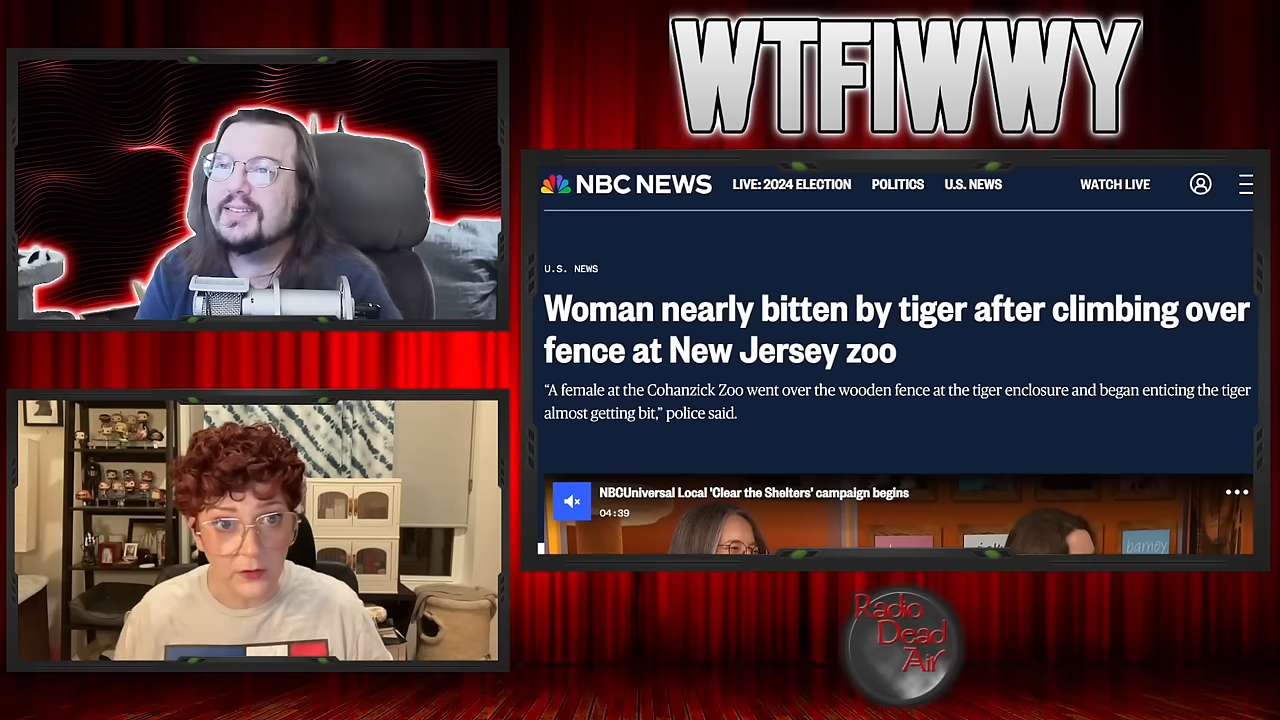 WTFIWWY
NBC NEWS LIVE: 2024 ELECTION POLITICS U.S. NEWS WATCH LIVE
U.S. NEWS
Woman nearly bitten by tiger after climbing over
fence at New Jersey zoo
“A female at the Cohanzick Zoo went over the wooden fence at the tiger enclosure and began enticing the tiger
almost getting bit,” police said.
NBCUniversal Local 'Clear the Shelters' campaign begins
04:39
barney
Radio
Dead
Air